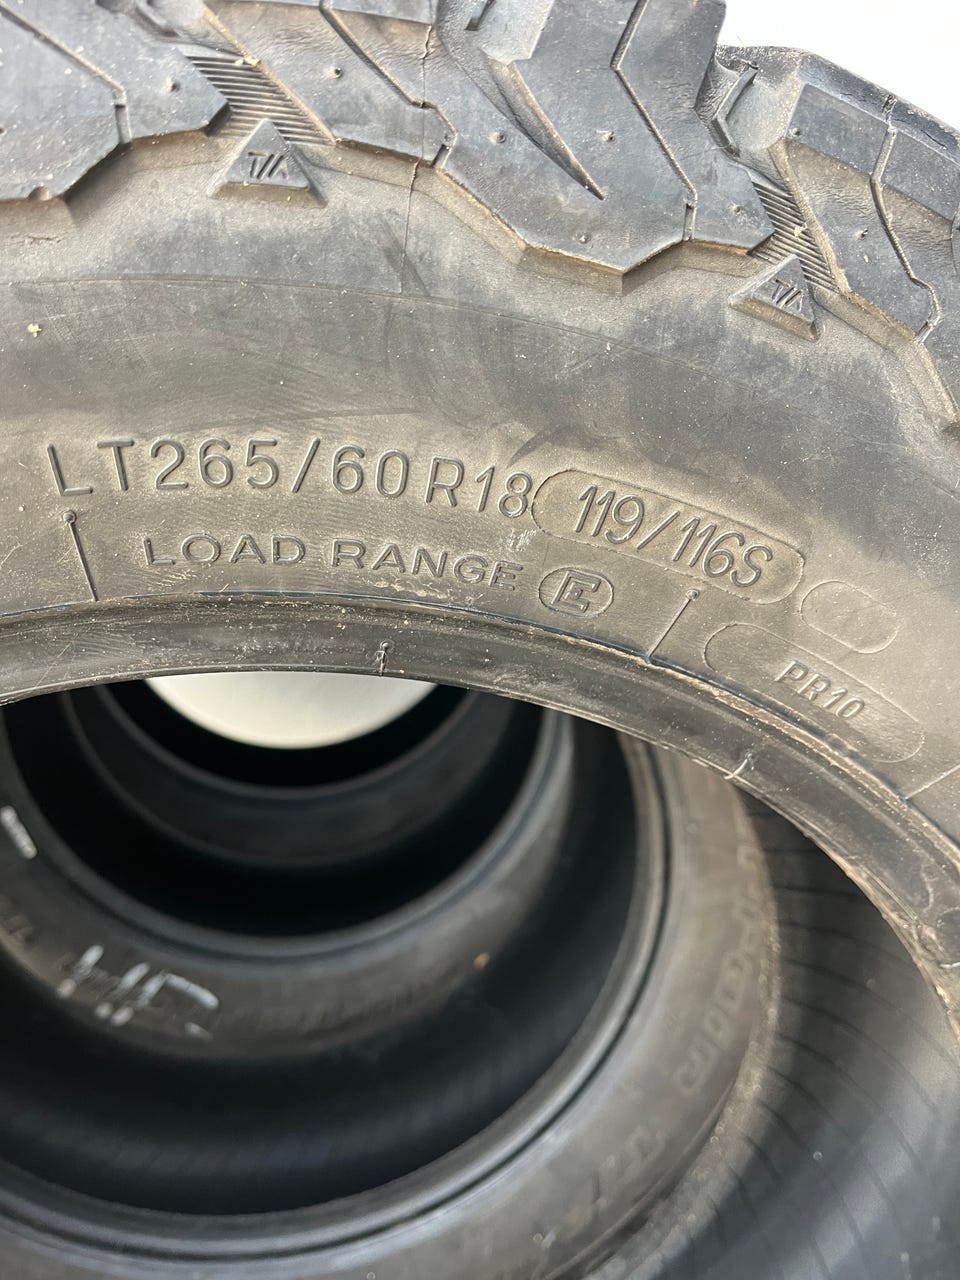 T/A
T/A
LT265/60R18 119/116S
LOAD RANGE E
PR10